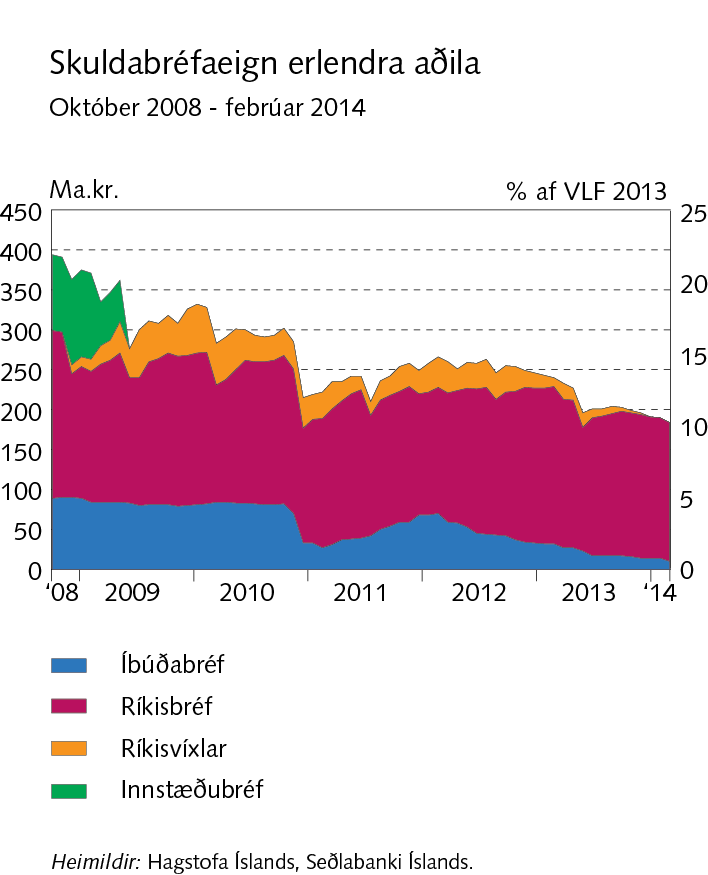 Skuldabréfaeign erlendra aðila
Október 2008 - febrúar 2014
Ma.kr.
% af VLF 2013
450
400
350
300
250
200
150
100
50
0
25
20
15
10
5
0
‘08 2009 2010 2011 2012 2013 ‘14
Íbúðabréf
Ríkisbréf
Ríkisvíxlar
Innstæðubréf
Heimildir: Hagstofa Íslands, Seðlabanki Íslands.